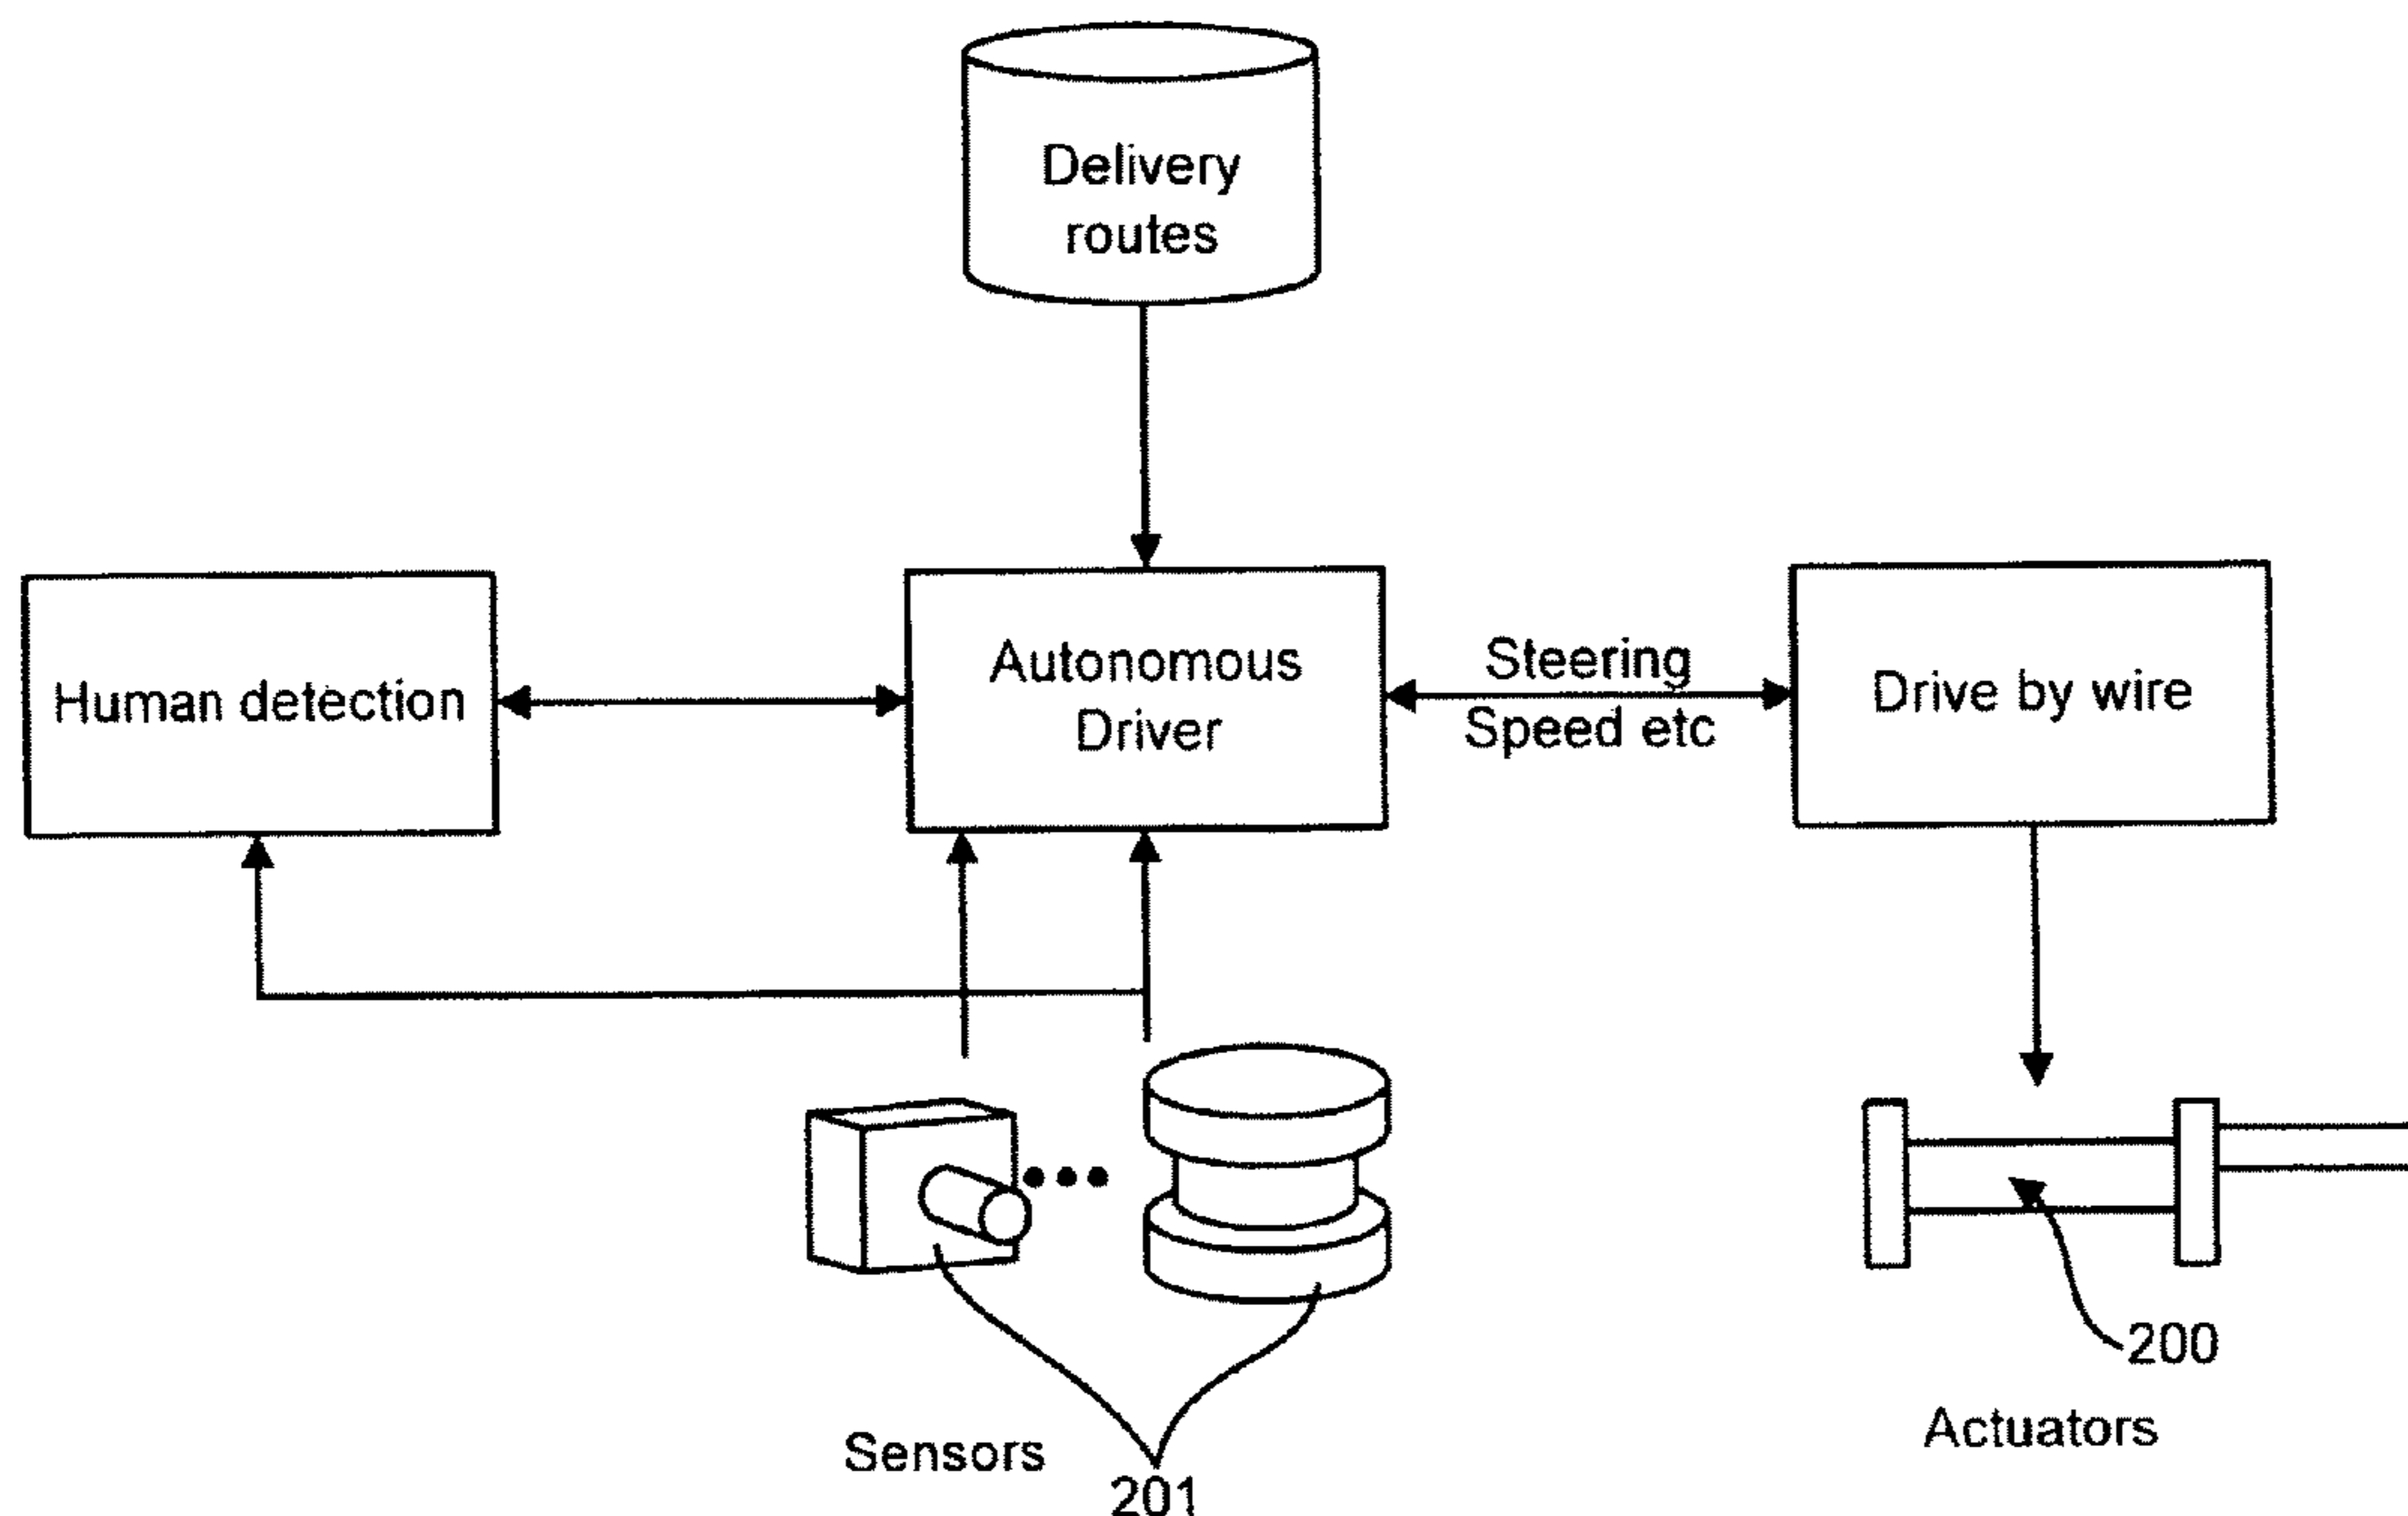 Delivery
routes
Human detection
Autonomous
Driver
Steering
Speed etc
Drive by wire
200
Sensors
Actuators
201